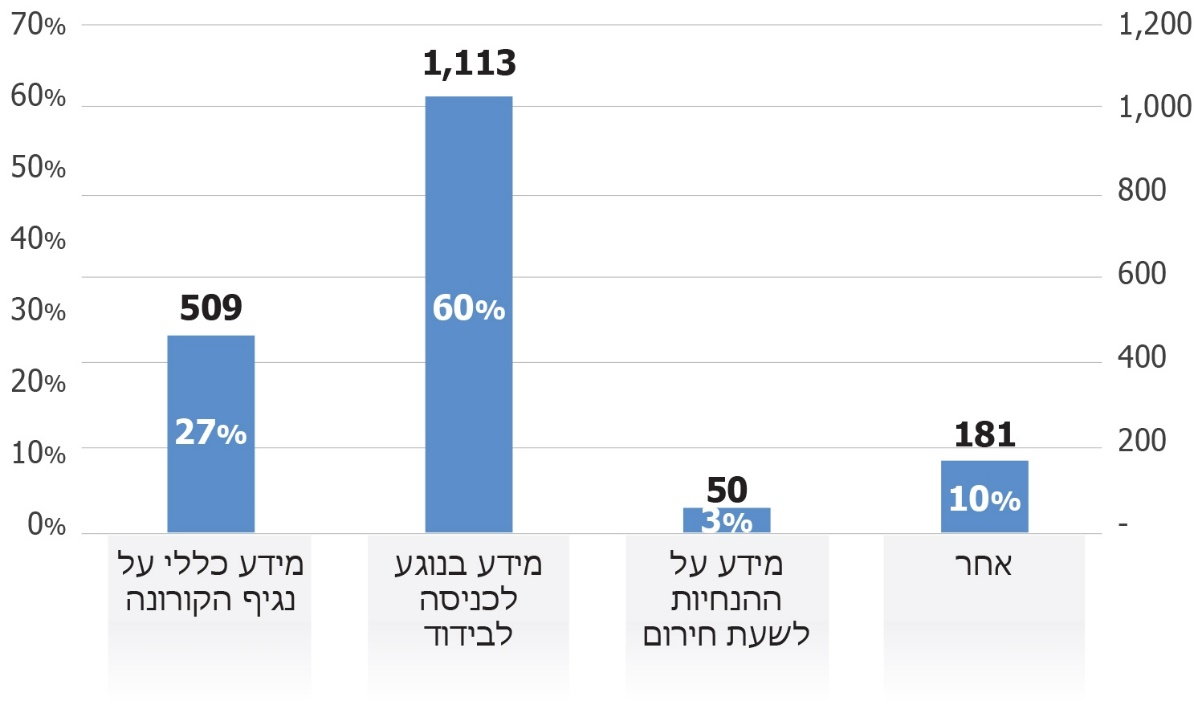 70%
60%
50%
40%
30%
20%
10%
0%
1,200
1,000
800
600
400
200
-
509
27%
1,113
60%
50
3%
181
10%
מידע כללי על
נגיף הקורונה
מידע בנוגע
לכניסה
לבידוד
מידע על
ההנחיות
לשעת חירום
אחר